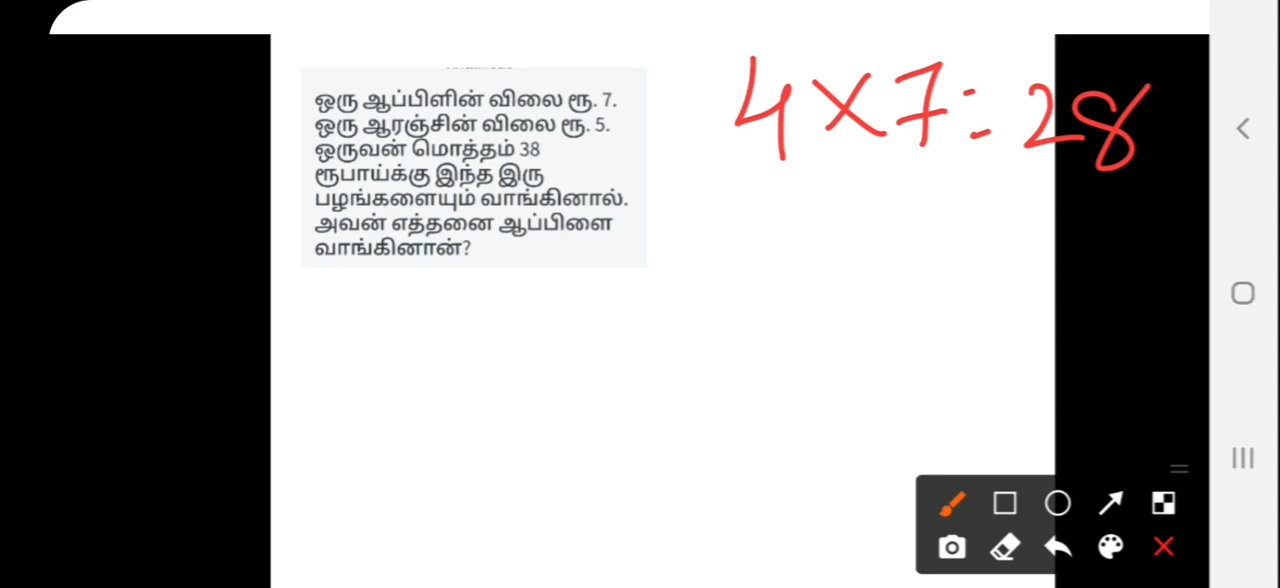 ஒரு ஆப்பிளின் விலை ரூ. 7.
ஒரு ஆரஞ்சின் விலை ரூ. 5.
ஒருவன் மொத்தம் 38
ரூபாய்க்கு இந்த இரு
பழங்களையும் வாங்கினால்.
அவன் எத்தனை ஆப்பிளை
வாங்கினான்?
4 X 7 = 28